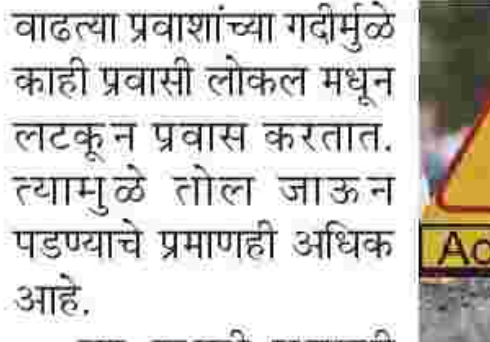 वाढत्या प्रवाशांच्या गर्दीमुळे
काही प्रवासी लोकल मधून
लटकून प्रवास करतात.
त्यामुळे तोल जाऊन
पडण्याचे प्रमाणही अधिक
आहे.
Ac